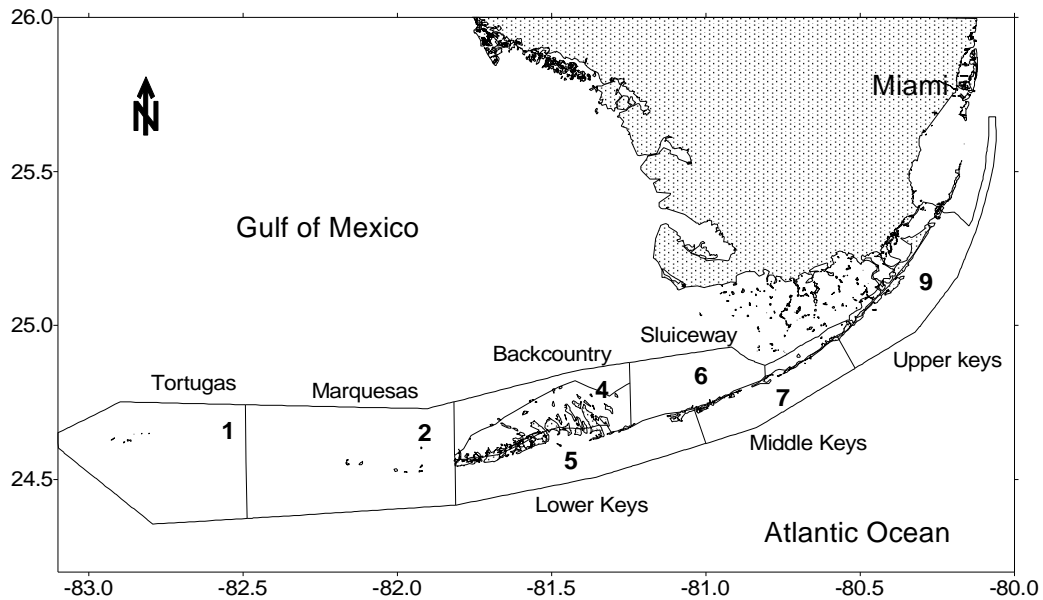 26.0
Miami
N
25.5
Gulf of Mexico
9
25.0
Sluiceway
Backcountry
Upper keys
Tortugas
Marquesas
6
4
7
1
2
Middle Keys
5
24.5
Lower Keys
Atlantic Ocean
-83.0 -82.5 -82.0 -81.5 -81.0 -80.5 -80.0